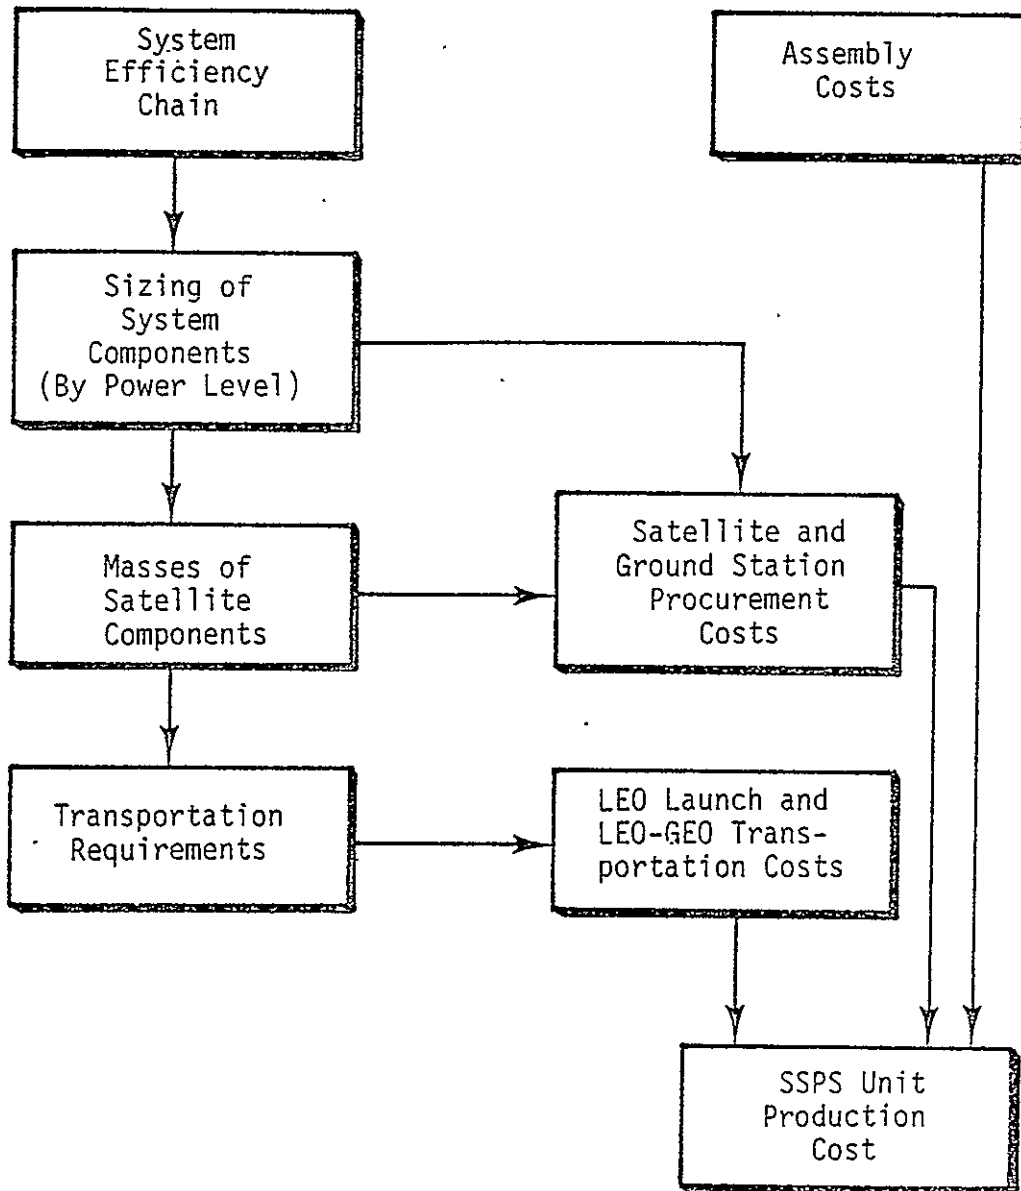 System
Efficiency
Chain
Assembly
Costs
Sizing of
System
Components
(By Power Level)
Masses of
Satellite
Components
Satellite and
Ground Station
Procurement
Costs
Transportation
Requirements
LEO Launch and
LEO-GEO Trans-
portation Costs
SSPS Unit
Production
Cost